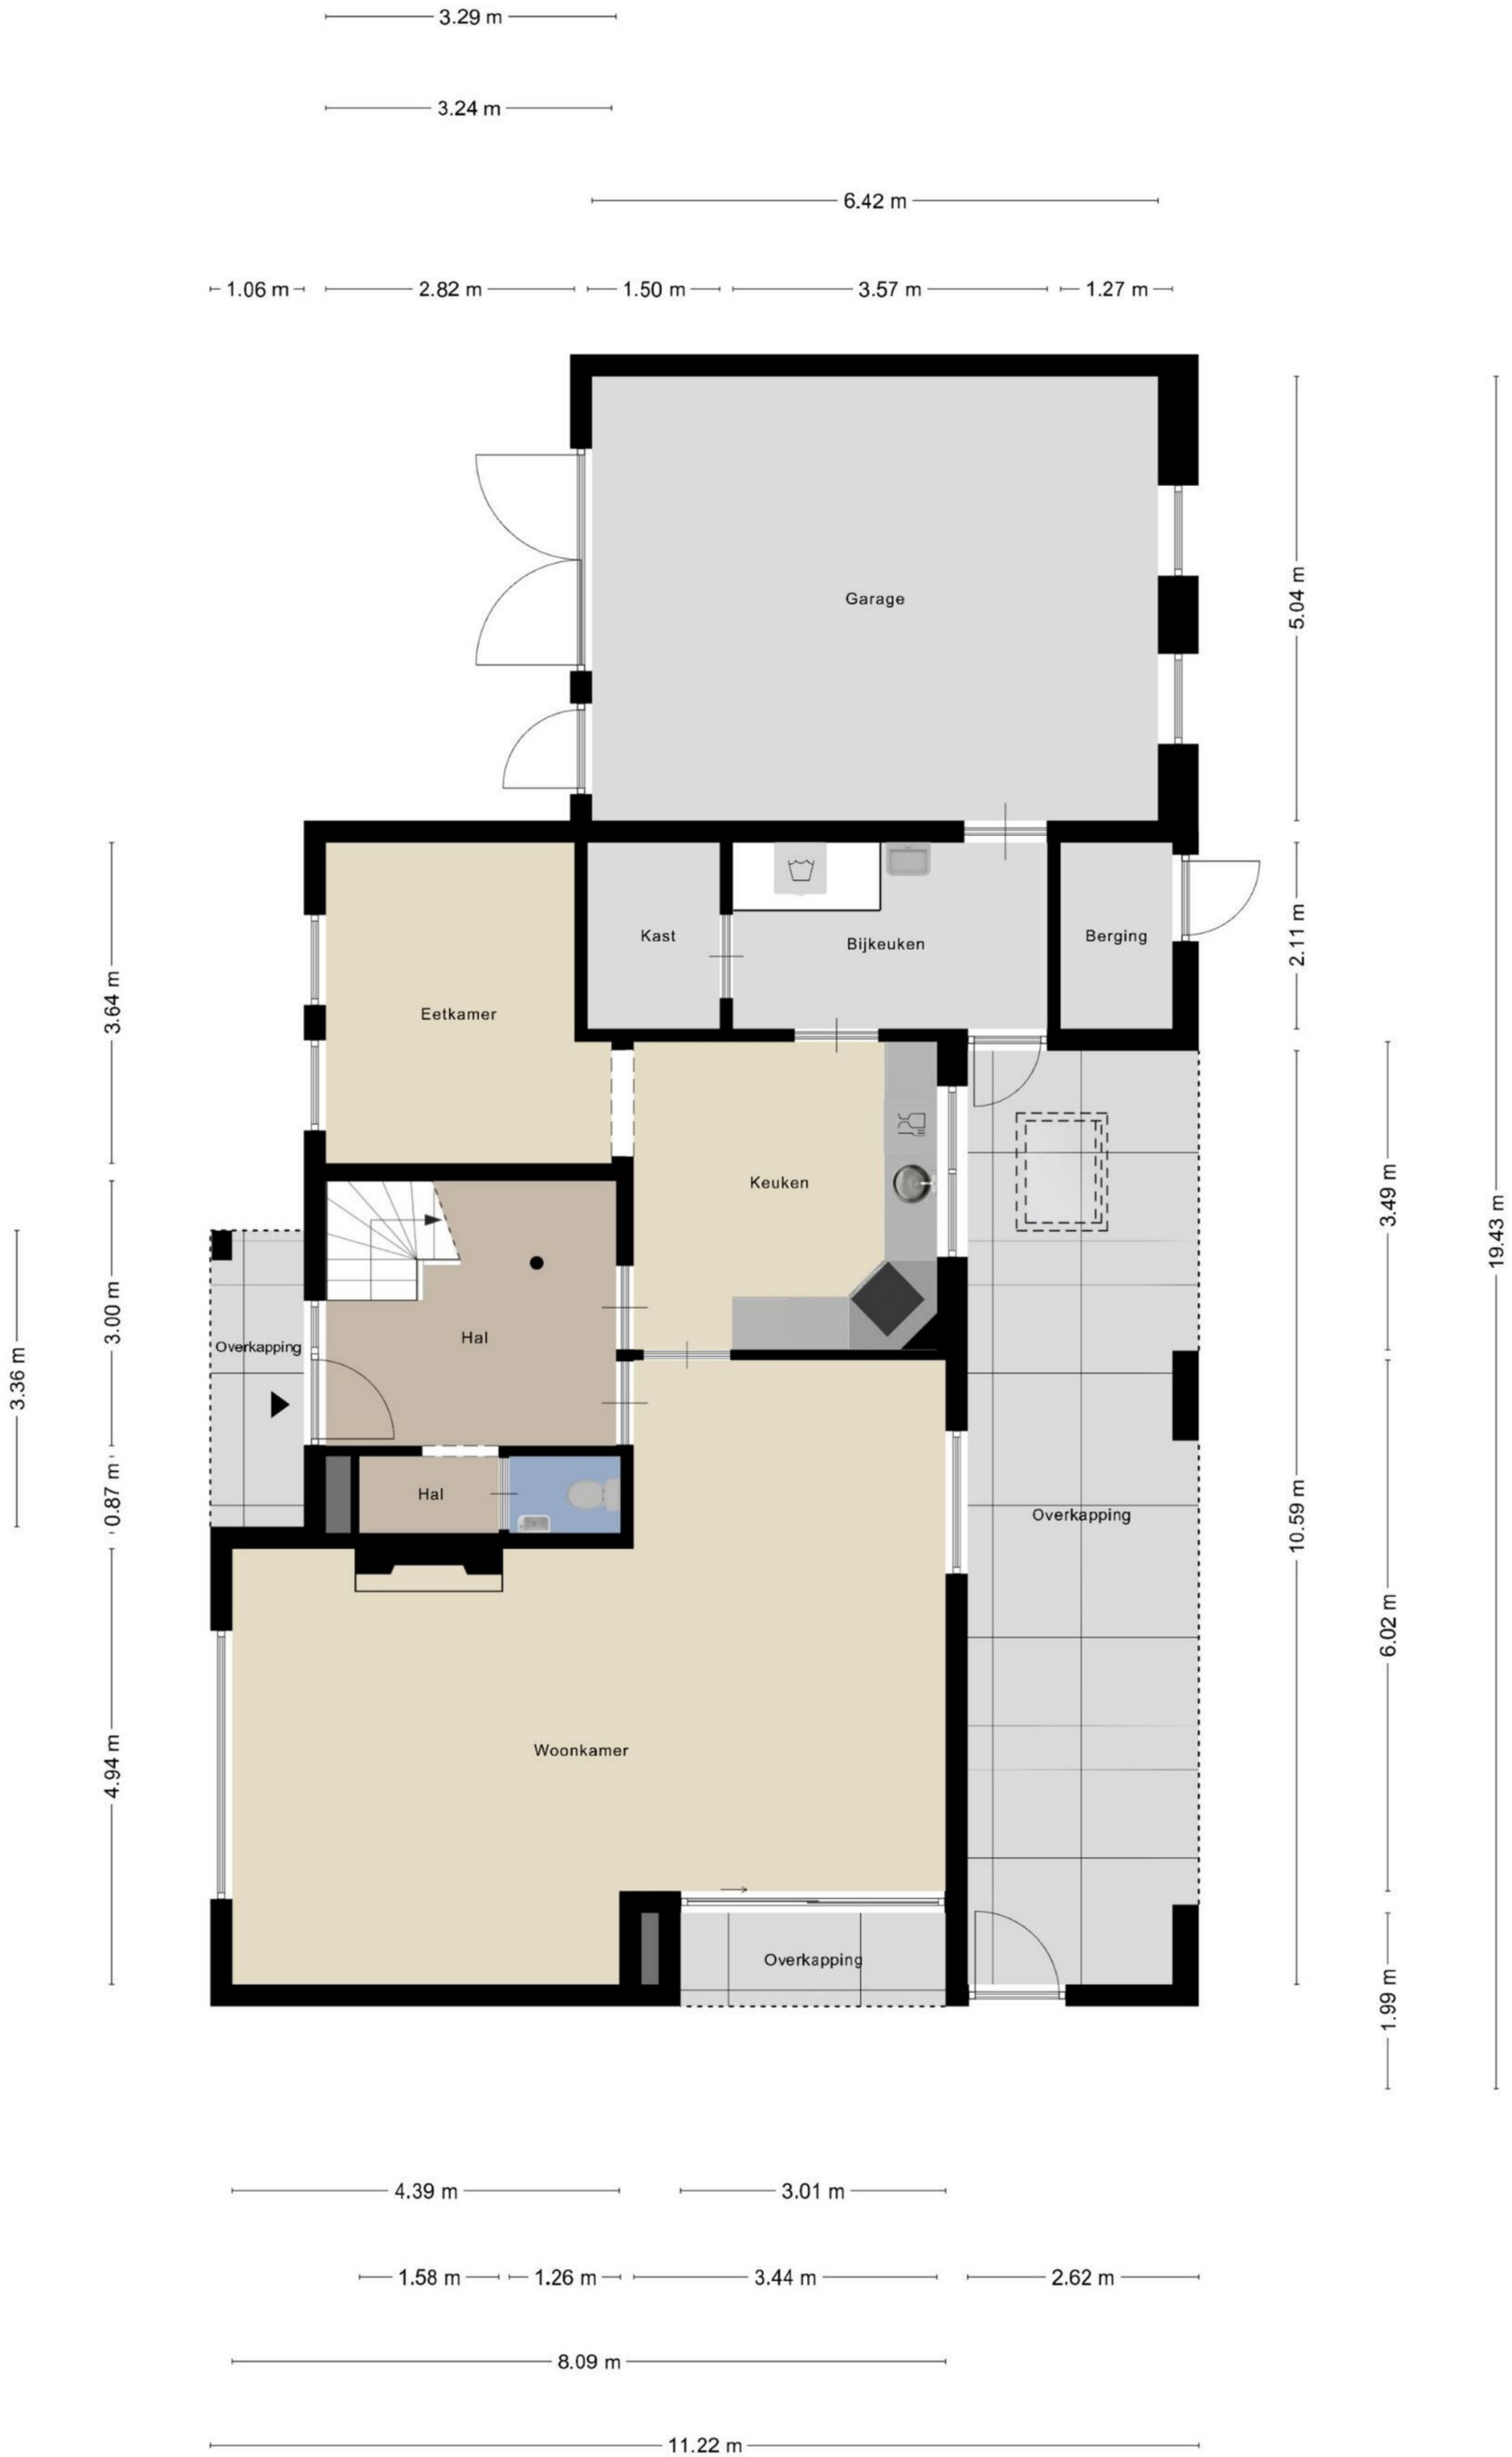 3.29 m
3.24 m
6.42 m
1.06 m 2.82 m 1.50 m 3.57 m 1.27 m
Garage
5.04 m
Kast
Bijkeuken
Berging
2.11 m
3.64 m
Eetkamer
Keuken
3.49 m
19.43 m
3.00 m
Hal
Overkapping
3.36 m
Hal
0.87 m
Overkapping
10.59 m
6.02 m
Woonkamer
4.94 m
Overkapping
1.99 m
4.39 m 3.01 m
1.58 m 1.26 m 3.44 m 2.62 m
8.09 m
11.22 m